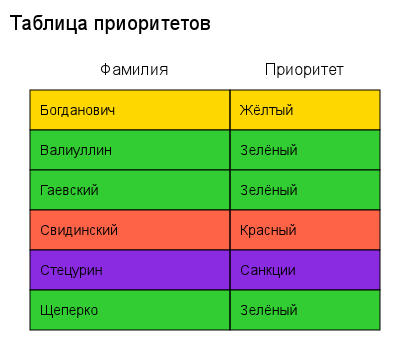 Таблица приоритетов
Фамилия Приоритет
Богданович Жёлтый
Валиуллин Зелёный
Гаевский Зелёный
Свидинский Красный
Стецурин Санкции
Щеперко Зелёный